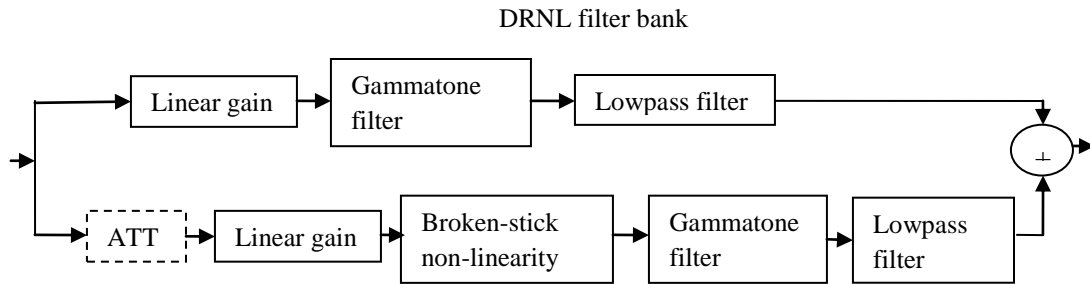 DRNL filter bank
Linear gain
Gammatone
filter
Lowpass filter
+
ATT
Linear gain
Broken-stick
non-linearity
Gammatone
filter
Lowpass
filter